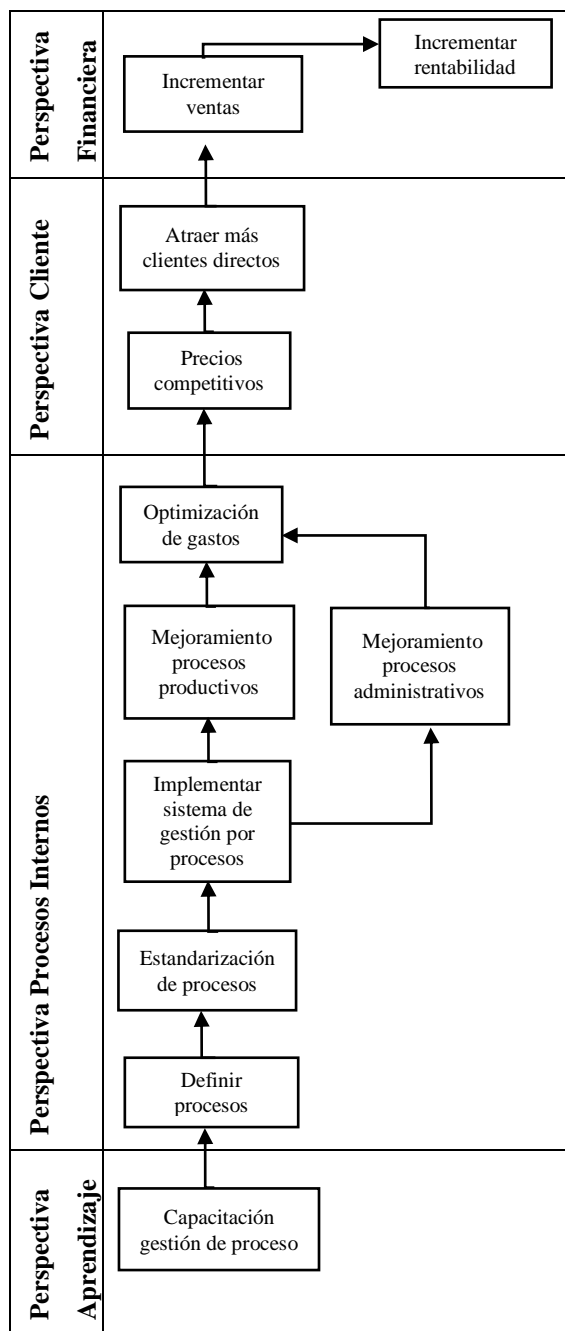 Perspectiva
Financiera
Incrementar
rentabilidad
Incrementar
ventas
Perspectiva Cliente
Atraer más
clientes directos
Precios
competitivos
Perspectiva Procesos Internos
Optimización
de gastos
Mejoramiento
procesos
productivos
Mejoramiento
procesos
administrativos
Implementar
sistema de
gestión por
procesos
Estandarización
de procesos
Definir
procesos
Perspectiva
Aprendizaje
Capacitación
gestión de proceso